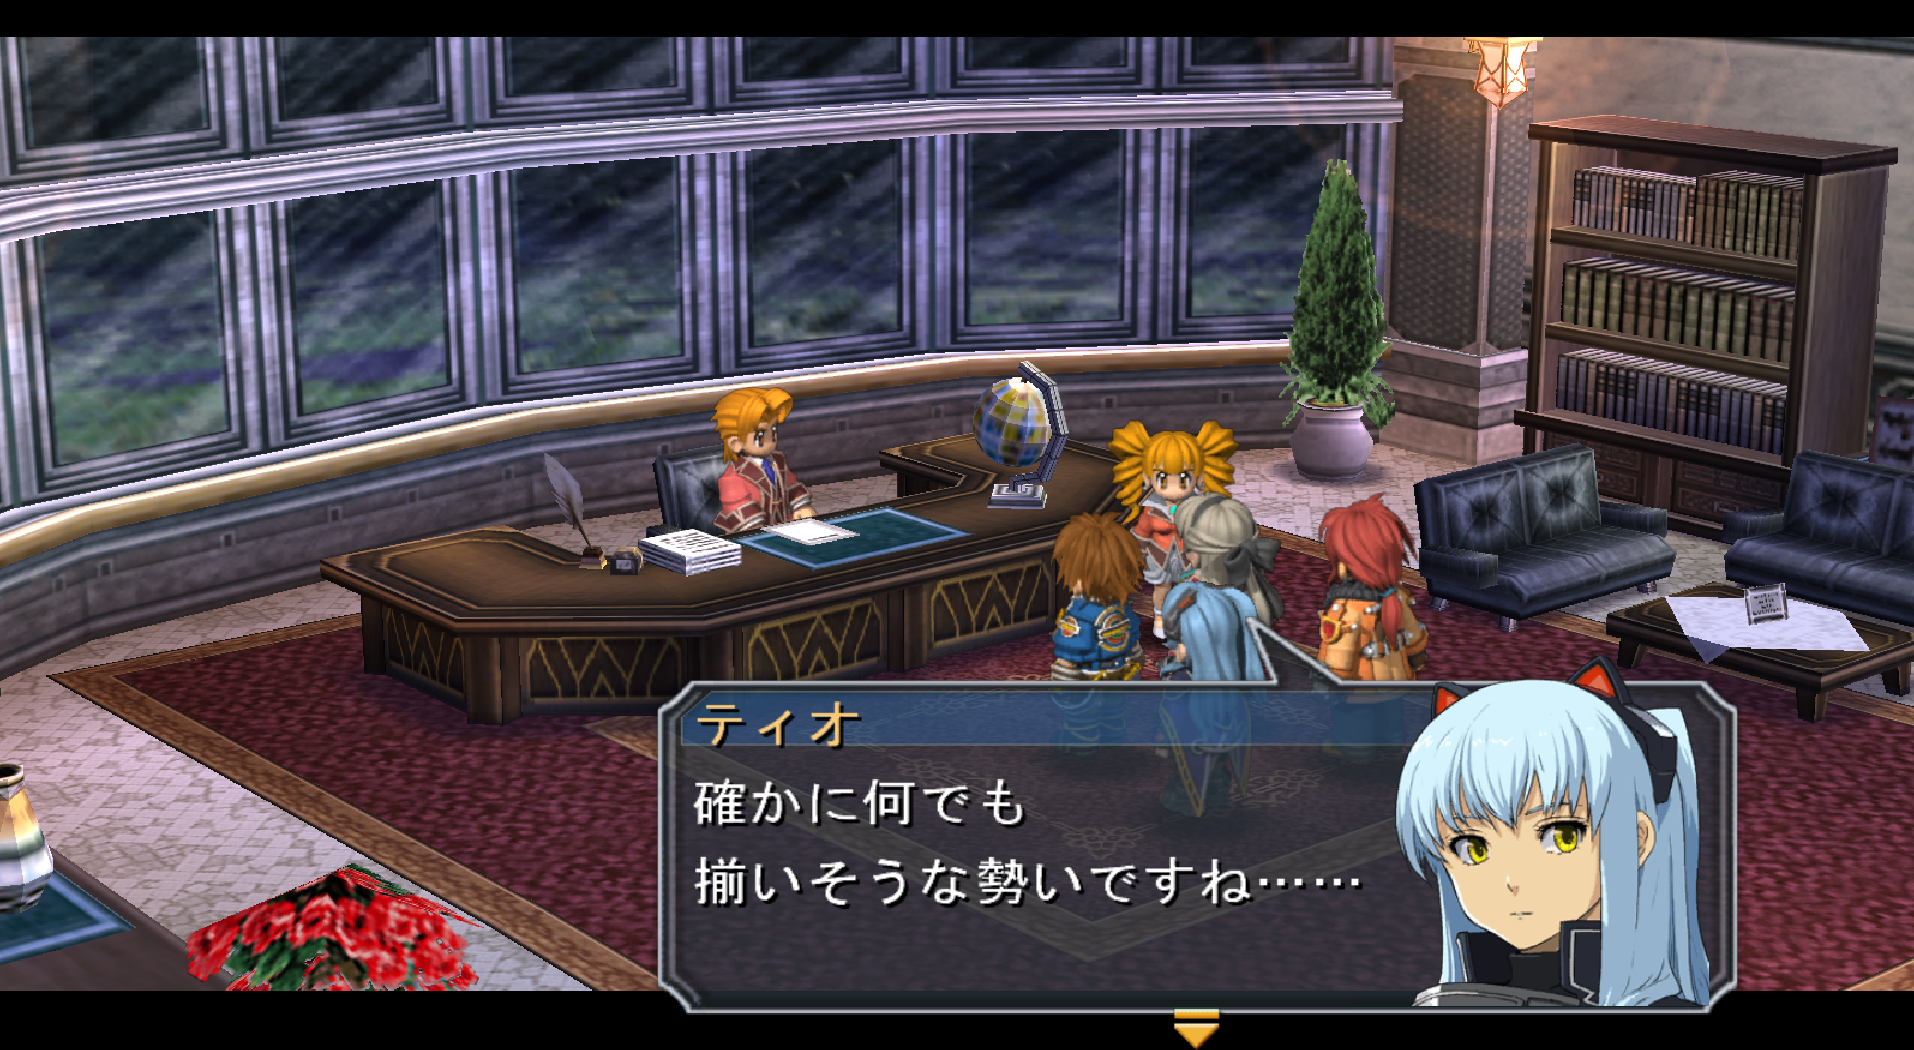 ティオ
確かに何でも
揃いそうな勢いですね……